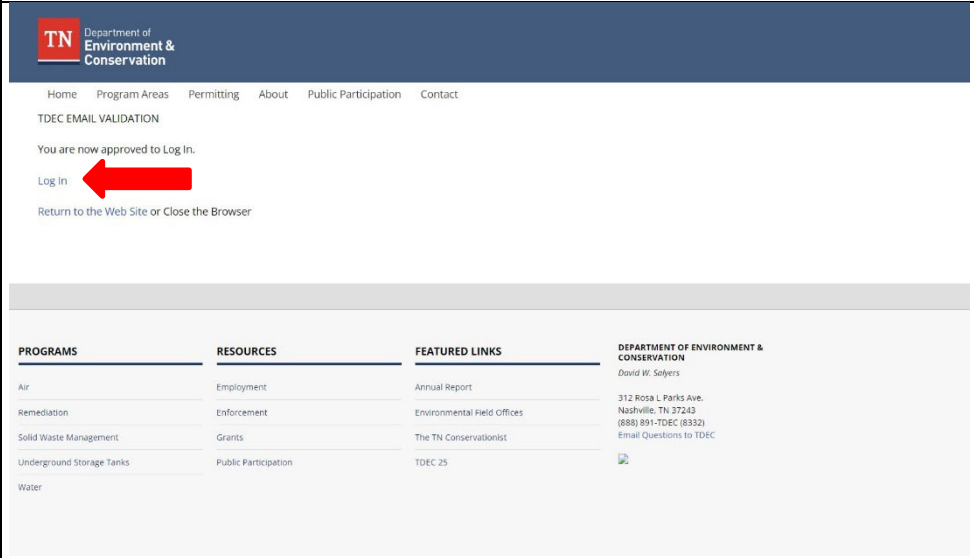 TN
Department of
Environment &
Conservation
Home Program Areas Permitting About Public Participation Contact
TDEC EMAIL VALIDATION
You are now approved to Log In.
Log In
Return to the Web Site or Close the Browser
PROGRAMS
Air
Remediation
Solid Waste Management
Underground Storage Tanks
Water
RESOURCES
Employment
Enforcement
Grants
Public Participation
FEATURED LINKS
Annual Report
Environmental Field Offices
The TN Conservationist
TDEC 25
DEPARTMENT OF ENVIRONMENT &
CONSERVATION
David W. Salyers
312 Rosa L Parks Ave.
Nashville, TN 37243
(888) 891-TDEC (8332)
Email Questions to TDEC